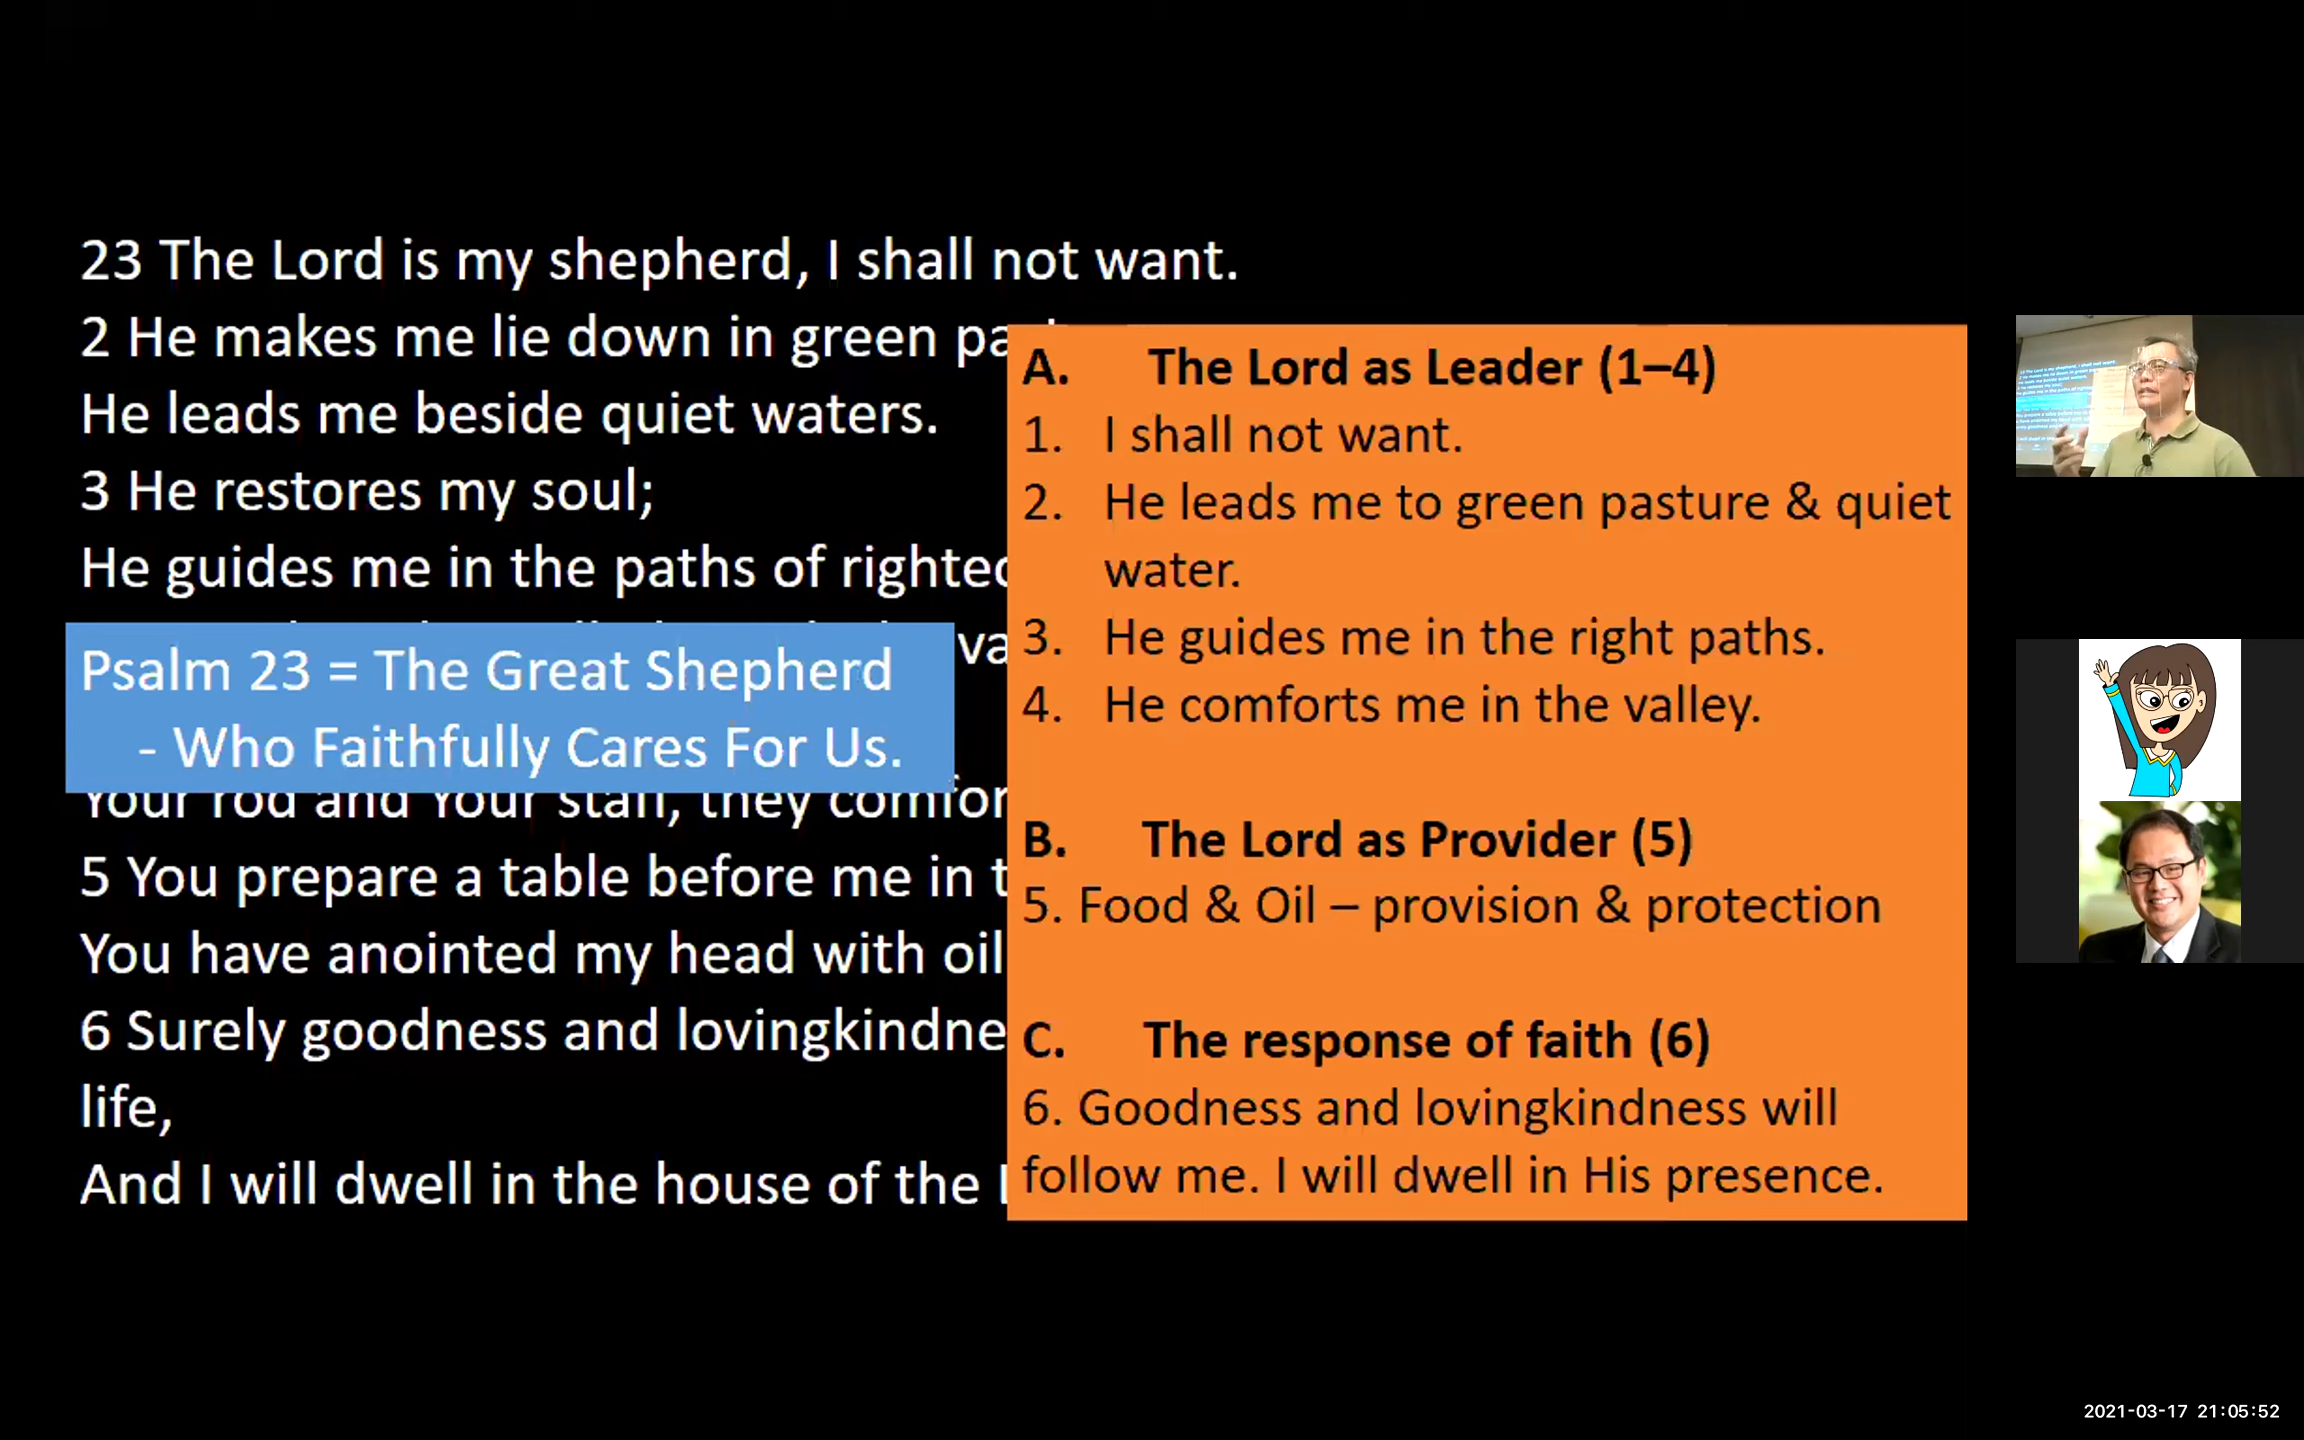 23 The Lord is my shepherd, I shall not want.
2 He makes me lie down in green
He leads me beside quiet waters.
3 He restores my soul;
He guides me in the paths of
Psalm 23 = The Great Shepherd
- Who Faithfully Cares For Us.
Your rod and Your staff, they
5 You prepare a table before me in
You have anointed my head with oil
6 Surely goodness and
life,
And I will dwell in the house of the
A. The Lord as Leader (1–4)
1. I shall not want.
2. He leads me to green pasture & quiet
water.
3. He guides me in the right paths.
4. He comforts me in the valley.
B. The Lord as Provider (5)
5. Food & Oil – provision & protection
C. The response of faith (6)
6. Goodness and lovingkindness will
follow me. I will dwell in His presence.
2021-03-17 21:05:52